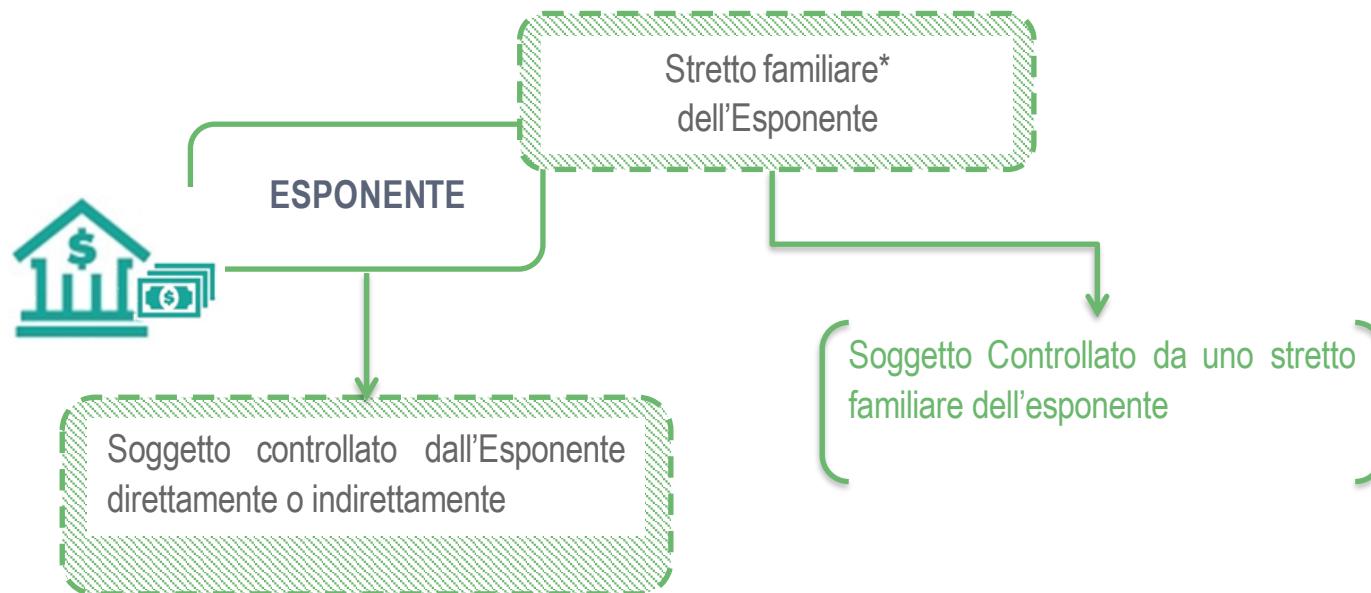 Stretto familiare*
dell’Esponente
ESPONENTE
$
$
Soggetto Controllato da uno stretto
familiare dell’esponente
Soggetto controllato dall’Esponente
direttamente o indirettamente